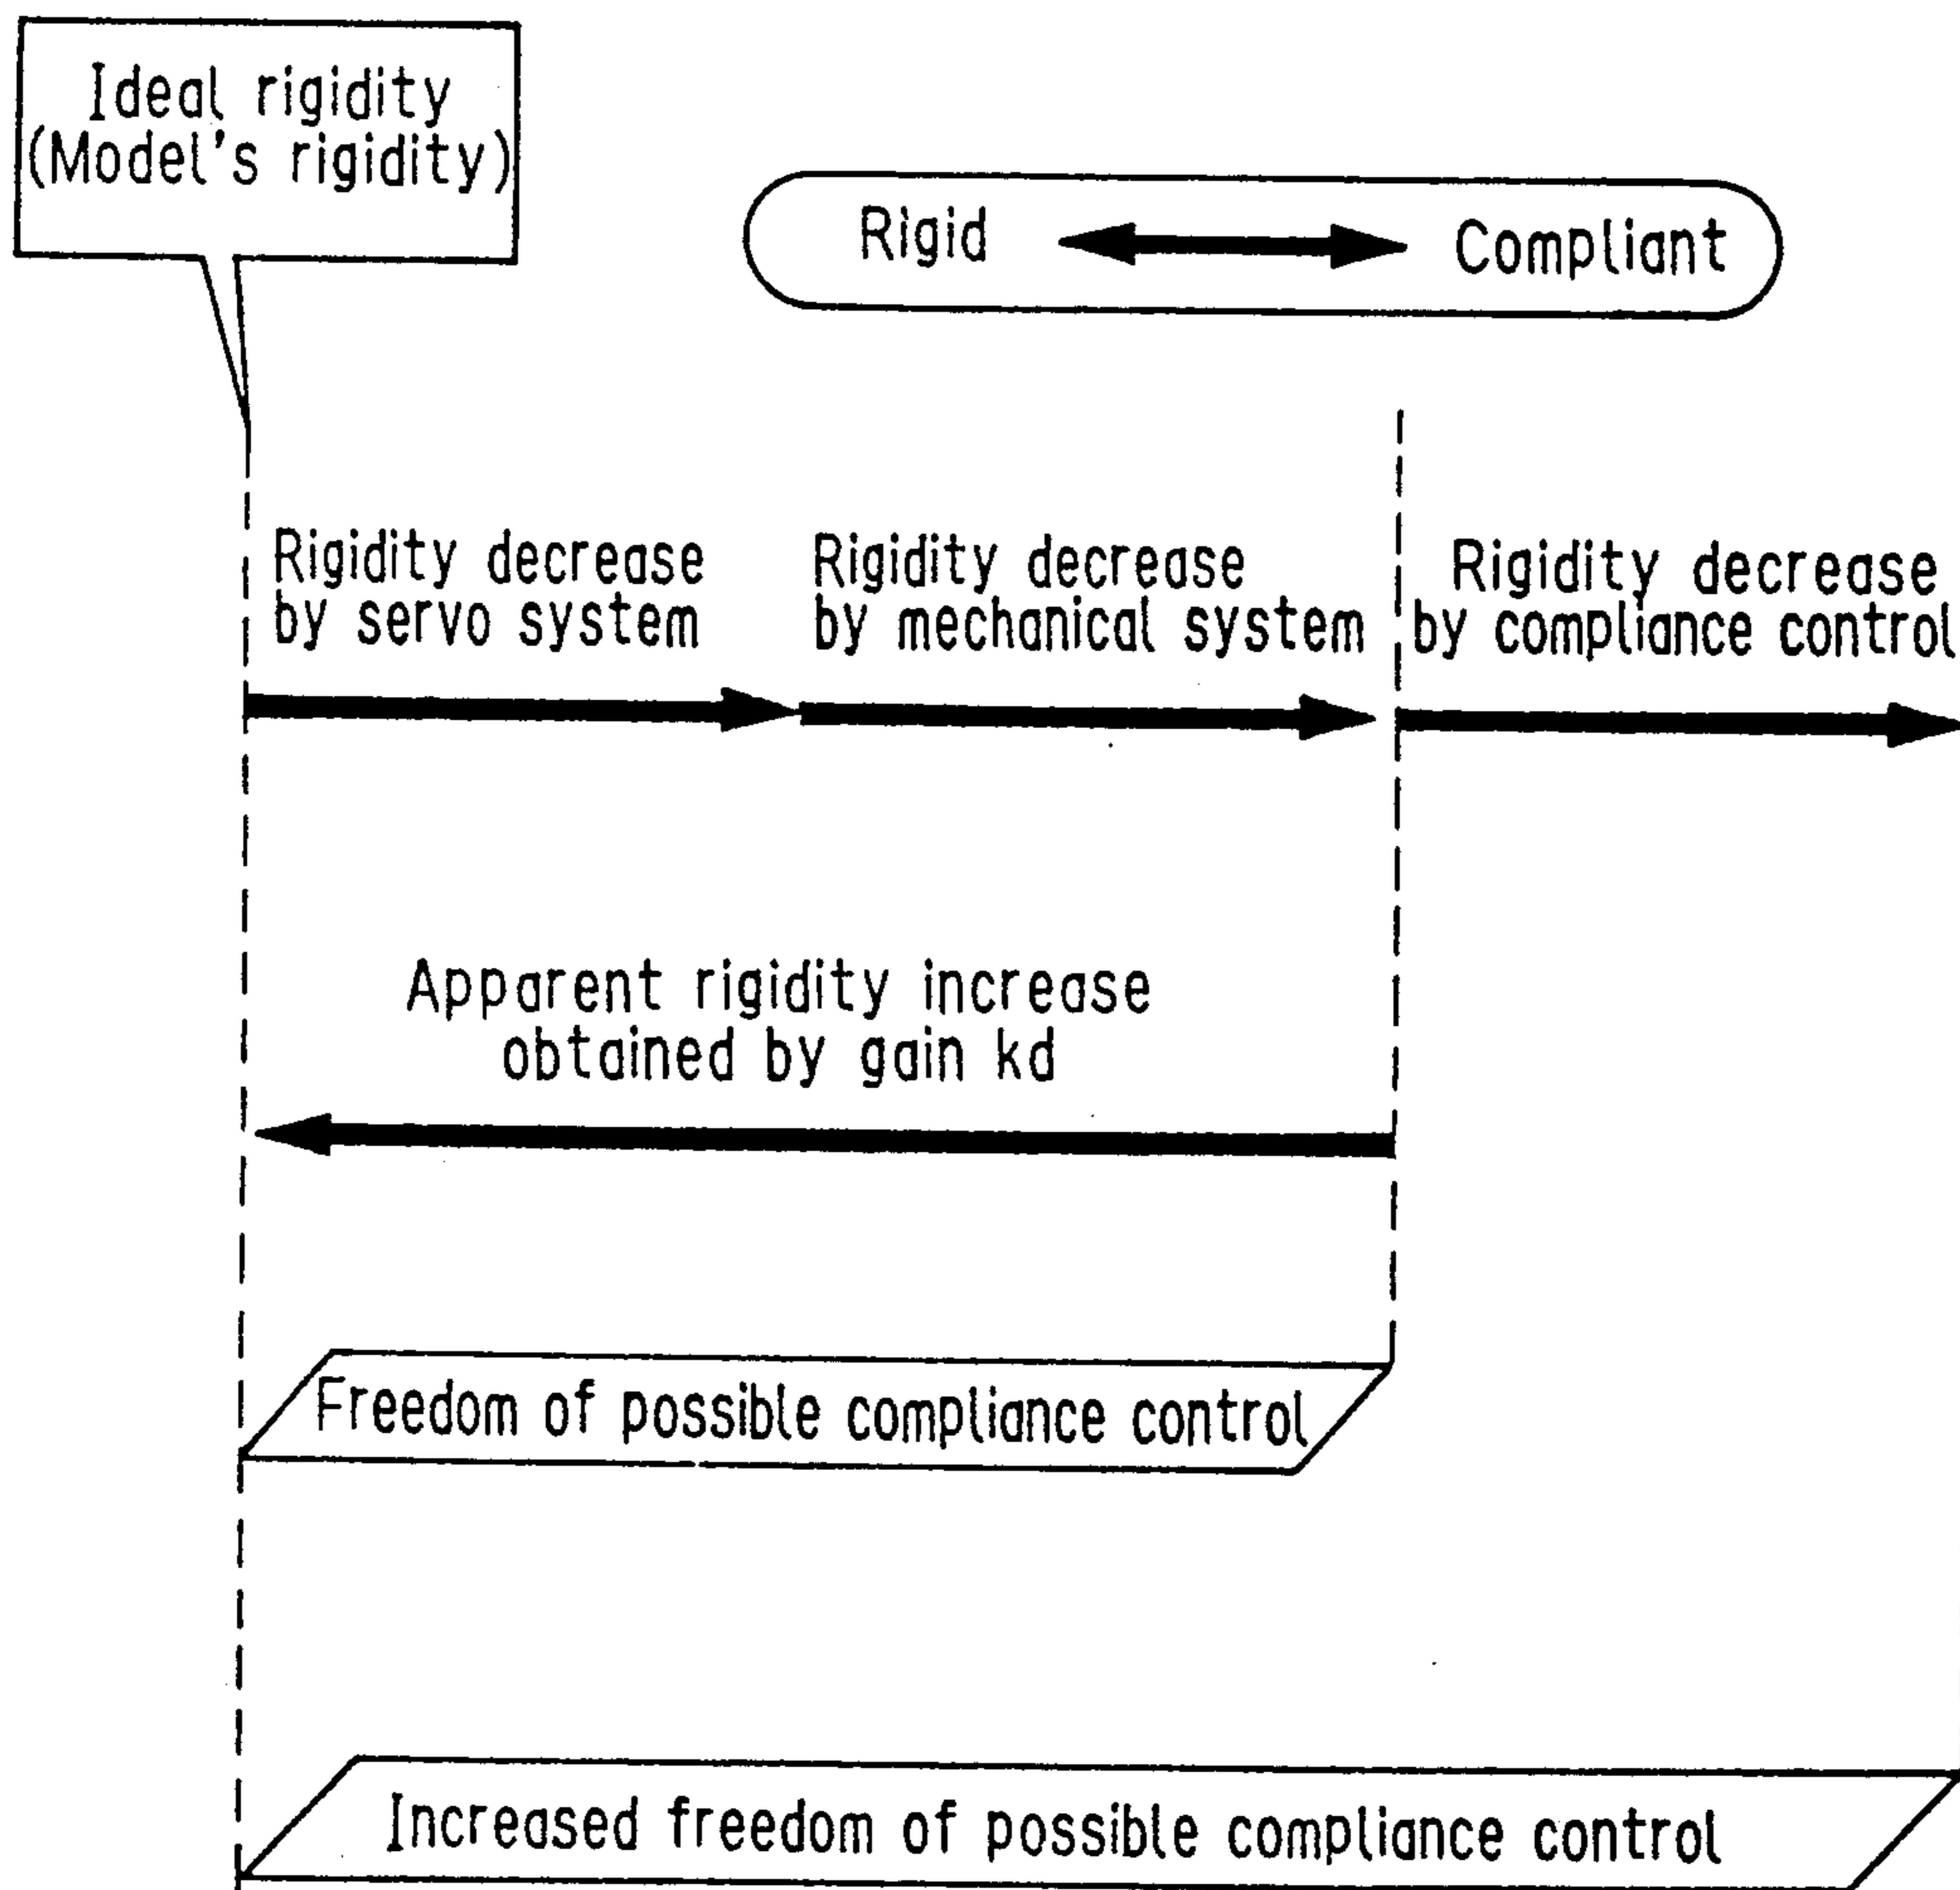 Ideal rigidity
(Model's rigidity)
Rigid
Compliant
Rigidity decrease
by servo system
Rigidity decrease
by mechanical system
Rigidity decrease
by compliance control
Apparent rigidity increase
obtained by gain kd
Freedom of possible compliance control
Increased freedom of possible compliance control